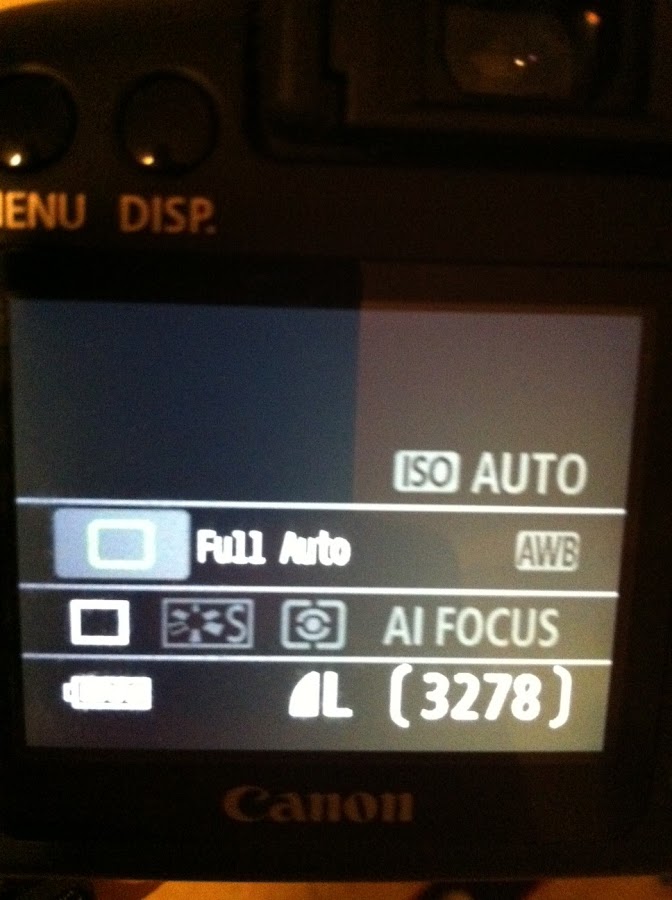 MENU DISP.
ISO AUTO
Full Auto AWB
S AI FOCUS
L (3278)
Canon